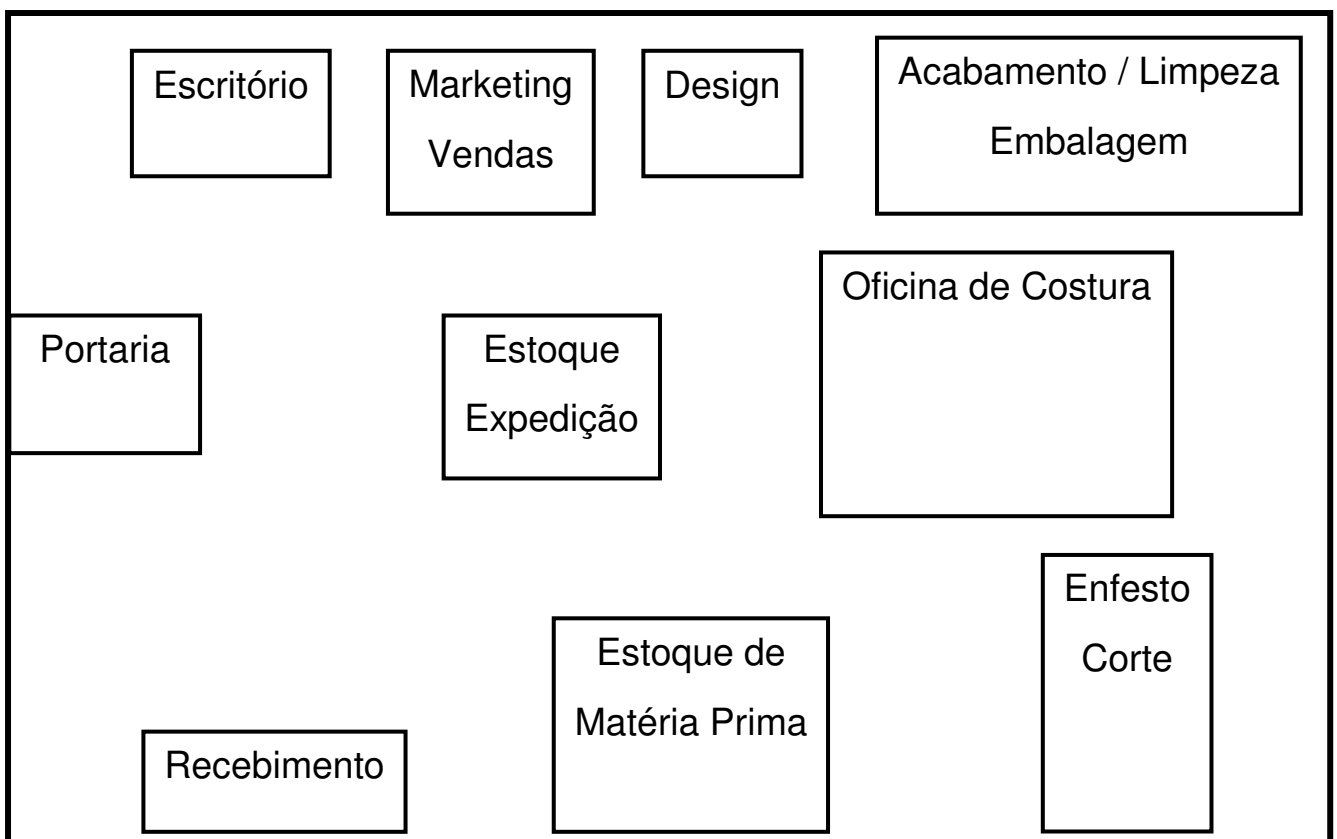 Escritório
Marketing
Vendas
Design
Acabamento / Limpeza
Embalagem
Oficina de Costura
Portaria
Estoque
Expedição
Enfesto
Corte
Estoque de
Matéria Prima
Recebimento